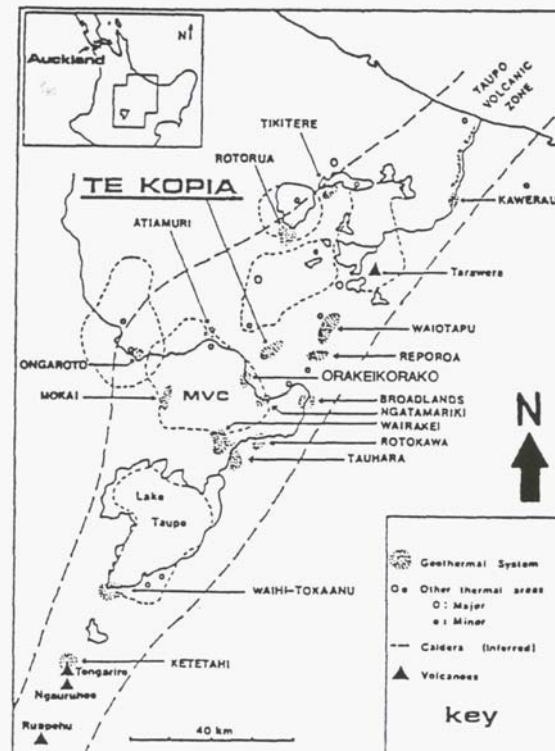 N
Auckland
TAUPO
VOLCANIC
ZONE
TIKITERE
ROTORUA
TE KOPIA
ATIAMURI
KAWERAU
Tarawera
WAIOTAPU
REPOROA
ONGAROTO
ORAKEIKORAKO
MOKAI
MVC
BROADLANDS
NGATAMARIKI
WAIRAKEI
ROTOKAWA
TAUHARA
N
Lake
Taupo
WAIHI-TOKAANU
KETETAHI
Tongariro
Ngauruhoe
Ruapehu
40 km
Geothermal System
Other thermal areas
O: Major
o: Minor
Caldera (Inferred)
Volcanoes
key